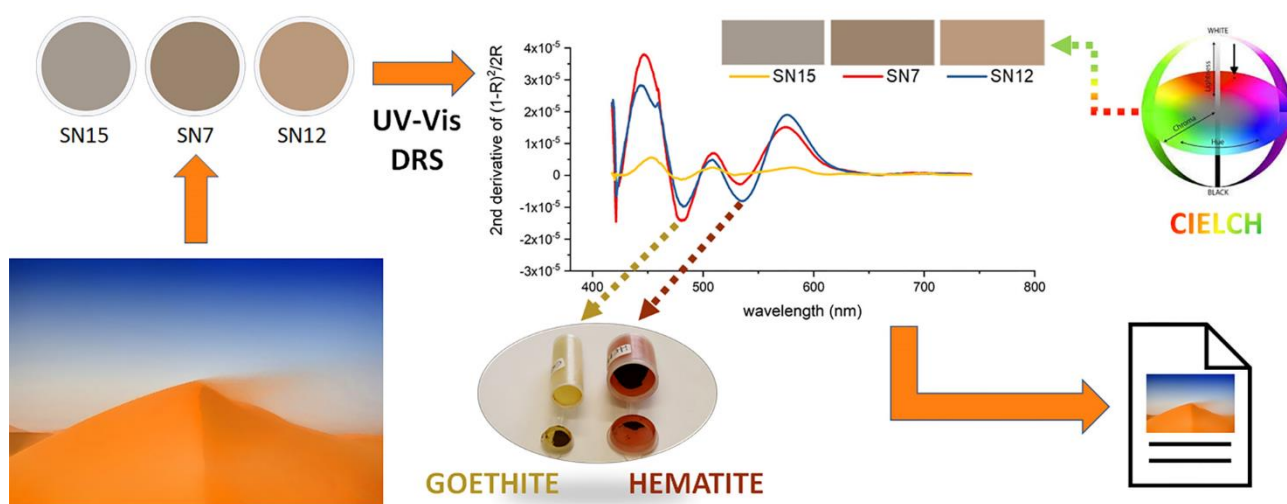 SN15
SN7
SN12
UV-Vis
DRS
2nd derivative of (1-R)²/2R
4x10⁻⁵
3x10⁻⁵
2x10⁻⁵
1x10⁻⁵
0
-1x10⁻⁵
-2x10⁻⁵
-3x10⁻⁵
400
500
600
700
800
wavelength (nm)
SN15
SN7
SN12
WHITE
Lightness
Chroma
Hue
BLACK
CIELCH
GOETHITE
HEMATITE